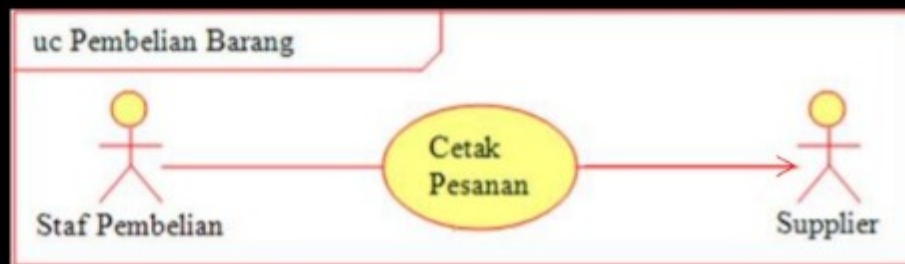 uc Pembelian Barang
Cetak
Pesanan
Staf Pembelian
Supplier